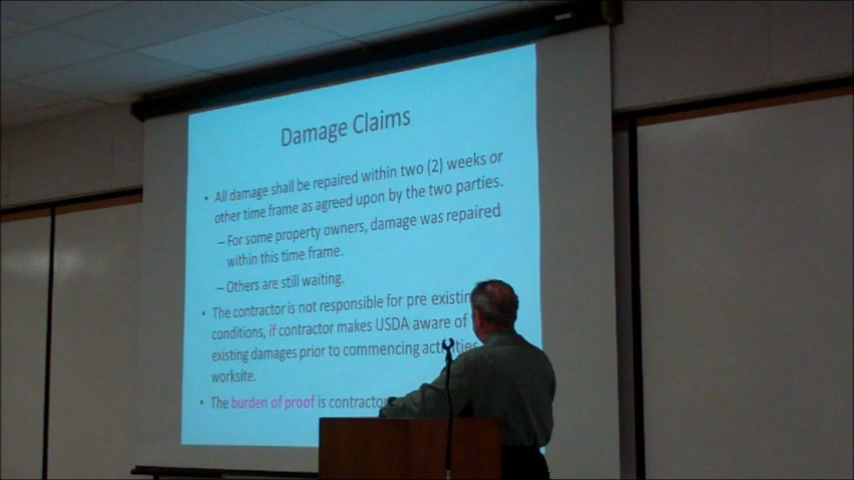 Damage Claims
• All damage shall be repaired within two (2) weeks or
other time frame as agreed upon by the two parties.
– For some property owners, damage was repaired
within this time frame.
– Others are still waiting.
• The contractor is not responsible for pre
conditions, if contractor makes USDA aware of
existing damages prior to commencing
worksite.
• The burden of proof is